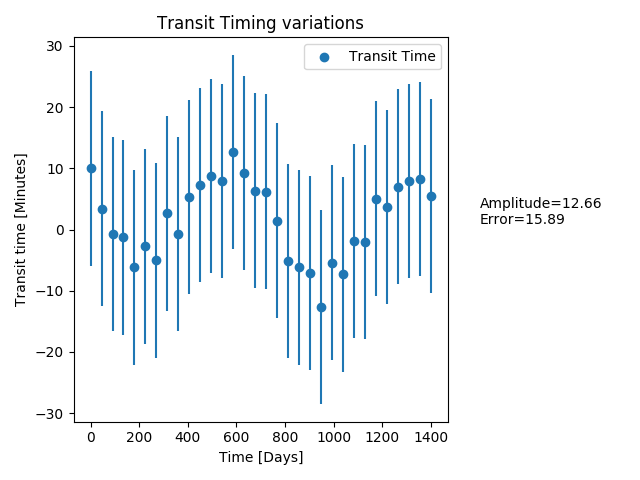 Transit Timing variations
Transit Time
Transit time [Minutes]
30
20
10
0
−10
−20
−30
Amplitude=12.66
Error=15.89
0 200 400 600 800 1000 1200 1400
Time [Days]